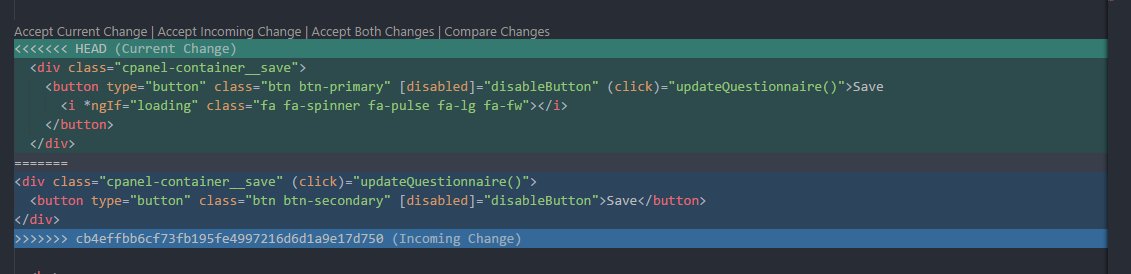 Accept Current Change | Accept Incoming Change | Accept Both Changes | Compare Changes
<<<<<<< HEAD (Current Change)
<div class="cpanel-container__save">
<button type="button" class="btn btn-primary" [disabled]="disableButton" (click)="updateQuestionnaire()">Save
<i *ngIf="loading" class="fa fa-spinner fa-pulse fa-lg fa-fw"></i>
</button>
</div>
=======
<div class="cpanel-container__save" (click)="updateQuestionnaire()">
<button type="button" class="btn btn-secondary" [disabled]="disableButton">Save</button>
</div>
>>>>>>> cb4effbb6cf73fb195fe4997216d6d1a9e17d750 (Incoming Change)